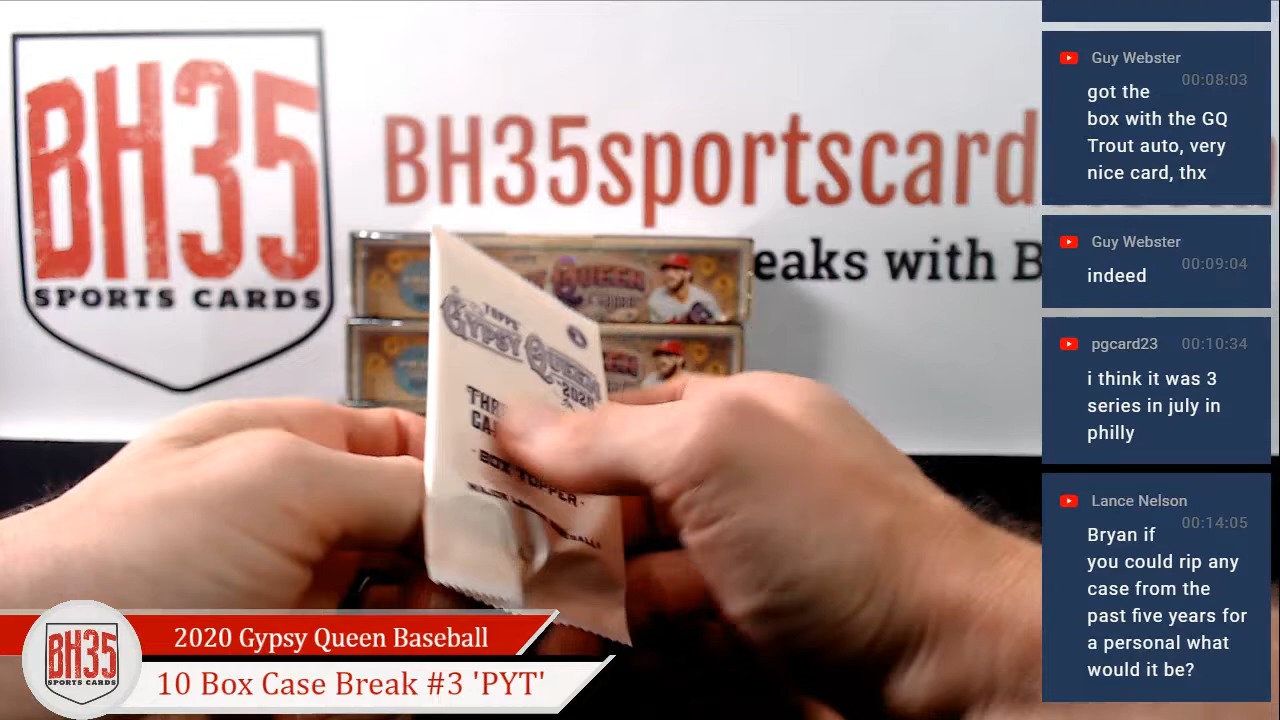 BH35
SPORTS CARDS
BH35sportscard
eaks with B
QUEEN
TOPPS
GYPSY QUEEN
2020
BOX TOPPER
2020 Gypsy Queen Baseball
10 Box Case Break #3 'PYT'
BH35
SPORTS CARDS
Guy Webster
00:08:03
got the
box with the GQ
Trout auto, very
nice card, thx
Guy Webster
00:09:04
indeed
pgcard23 00:10:34
i think it was 3
series in july in
philly
Lance Nelson
00:14:05
Bryan if
you could rip any
case from the
past five years for
a personal what
would it be?